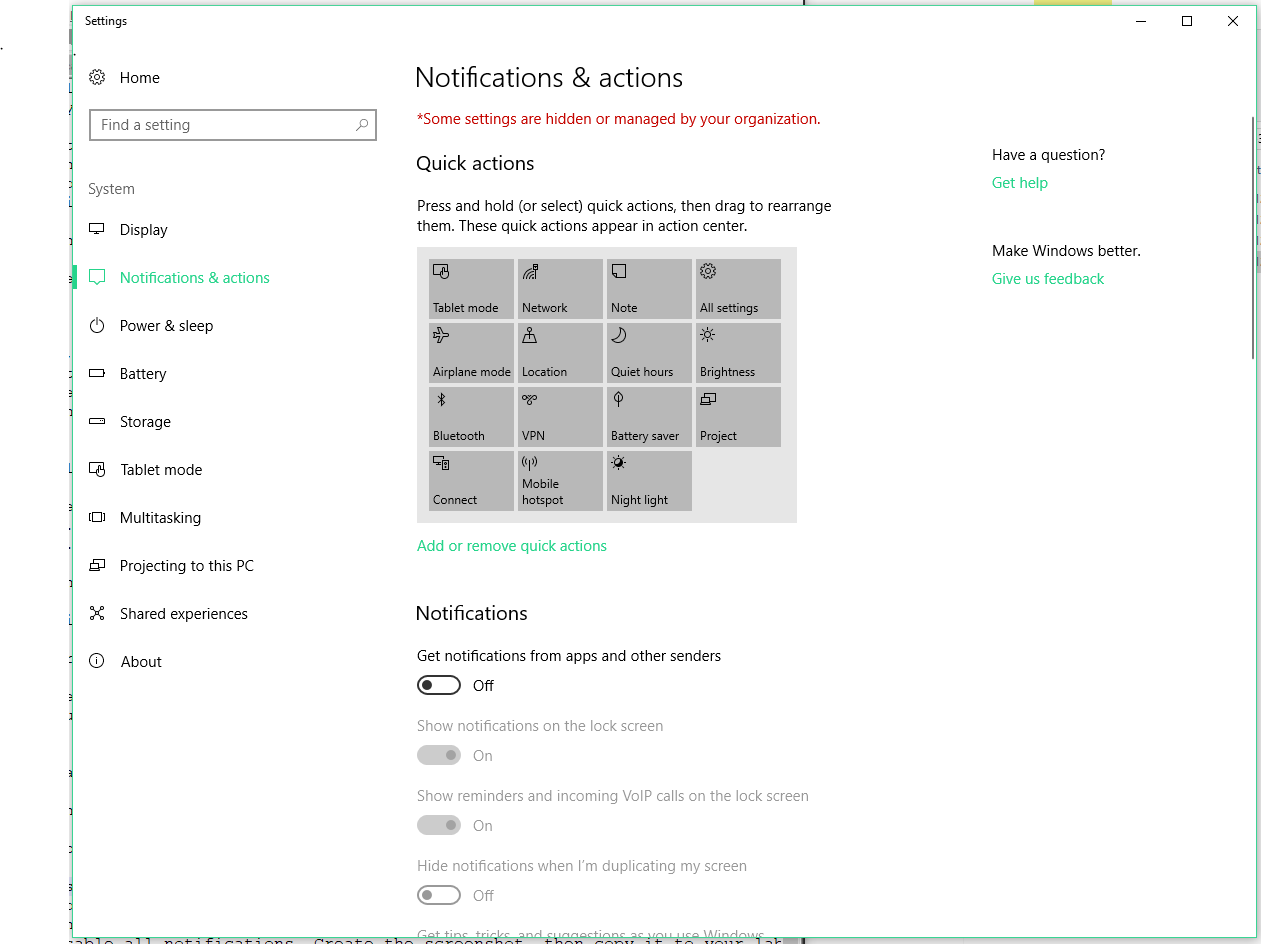 Settings
Home
Find a setting
System
Display
Notifications & actions
Power & sleep
Battery
Storage
Tablet mode
Multitasking
Projecting to this PC
Shared experiences
About
Notifications & actions
*Some settings are hidden or managed by your organization.
Quick actions
Press and hold (or select) quick actions, then drag to rearrange
them. These quick actions appear in action center.
Tablet mode
Network
Note
All settings
Airplane mode
Location
Quiet hours
Brightness
Bluetooth
VPN
Battery saver
Project
Connect
Mobile
hotspot
Night light
Add or remove quick actions
Notifications
Get notifications from apps and other senders
Off
Show notifications on the lock screen
On
Show reminders and incoming VoIP calls on the lock screen
On
Hide notifications when I'm duplicating my screen
Off
Get tips, tricks, and suggestions as you use Windows
Have a question?
Get help
Make Windows better.
Give us feedback
all notifications. Create the screenshot, then copy it to your lab